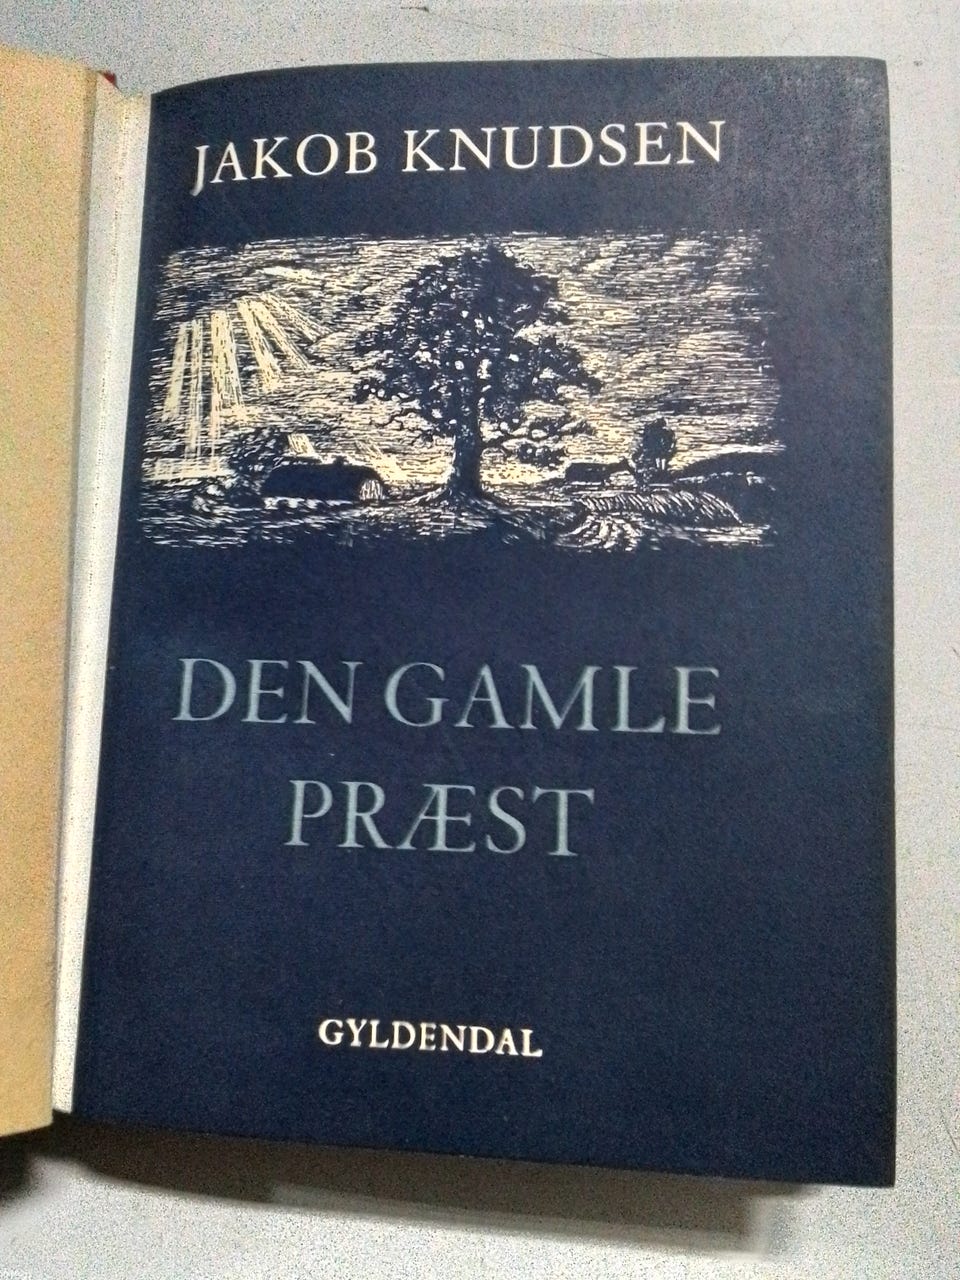 JAKOB KNUDSEN
DEN GAMLE
PRÆST
GYLDENDAL